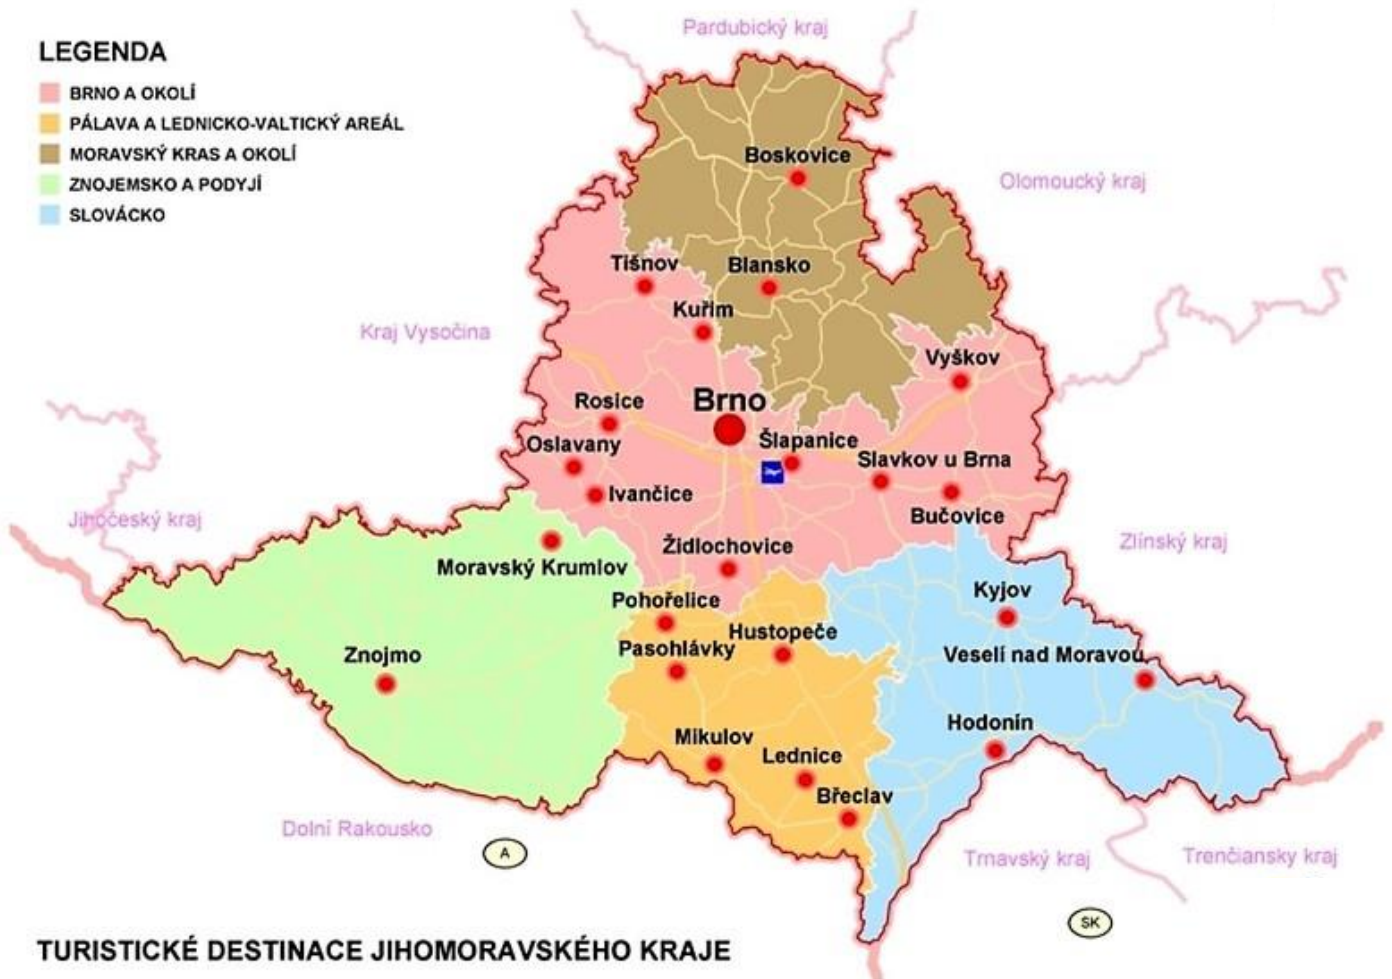 Pardubický kraj
LEGENDA
BRNO A OKOLÍ
PÁLAVA A LEDNICKO-VALTICKÝ AREÁL
MORAVSKÝ KRAS A OKOLÍ
ZNOJEMSKO A PODYJÍ
SLOVÁCKO
Boskovice
Olomoucký kraj
Tišnov
Blansko
Kuřim
Kraj Vysočina
Vyškov
Brno
Rosice
Oslavany
Šlapanice
Slavkov u Brna
Ivančice
Bučovice
Jihočeský kraj
Zlínský kraj
Židlochovice
Moravský Krumlov
Kyjov
Pohořelice
Hustopeče
Pasohlávky
Znojmo
Veselí nad Moravou
Hodonín
Mikulov
Lednice
Břeclav
Dolní Rakousko
A
Trnavský kraj
Trenčiansky kraj
SK
TURISTICKÉ DESTINACE JIHOMORAVSKÉHO KRAJE